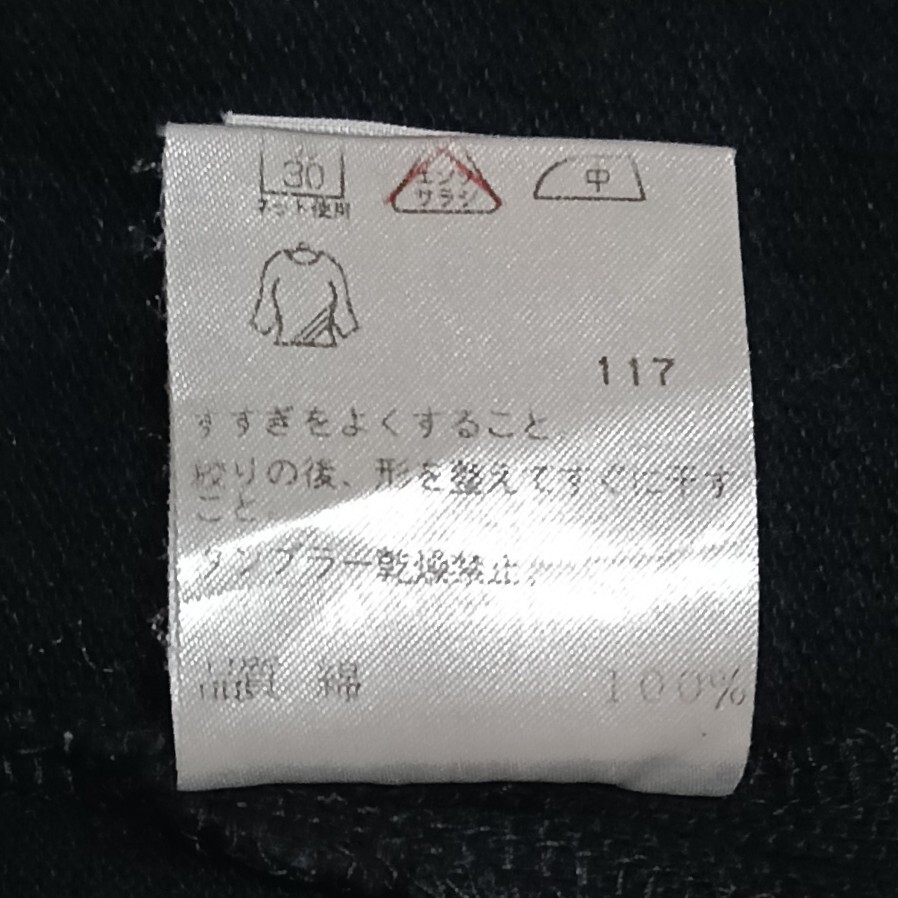 30 エンソ 中
ネット使用 サラシ
117
すすぎをよくすること。
絞りの後、形を整えてすぐに干す
こと。
タンブラー乾燥禁止。
品質 綿 100%